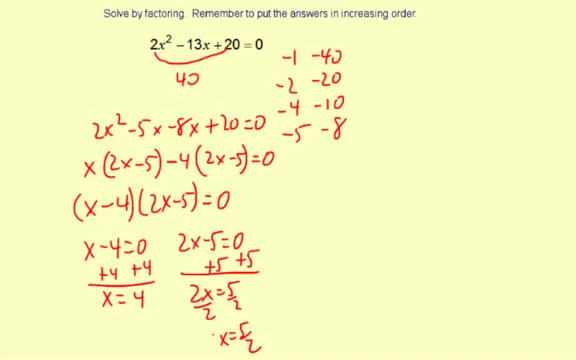 Solve by factoring. Remember to put the answers in increasing order.
2x² − 13x + 20 = 0
40
-1 -40
-2 -20
-4 -10
-5 -8
2x² -5x -8x +20=0
x(2x-5) -4(2x-5)=0
(x-4)(2x-5)=0
x-4=0 2x-5=0
+4 +4 +5 +5
x=4 2x/2=5/2
x=5/2